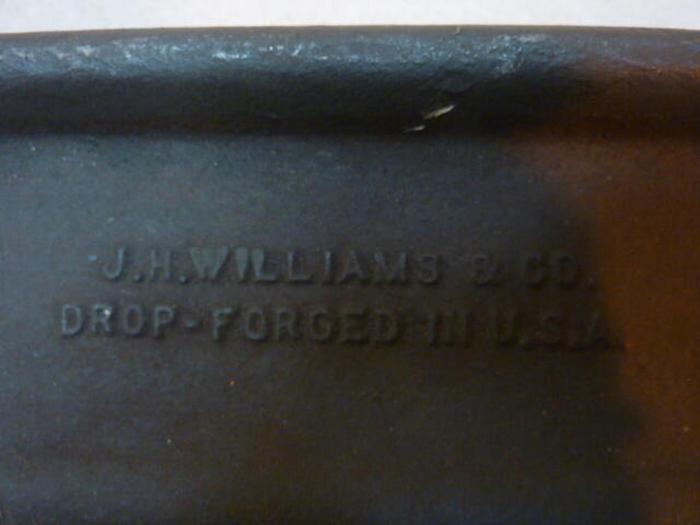 J.H.WILLIAMS & CO.
DROP-FORGED IN U.S.A.